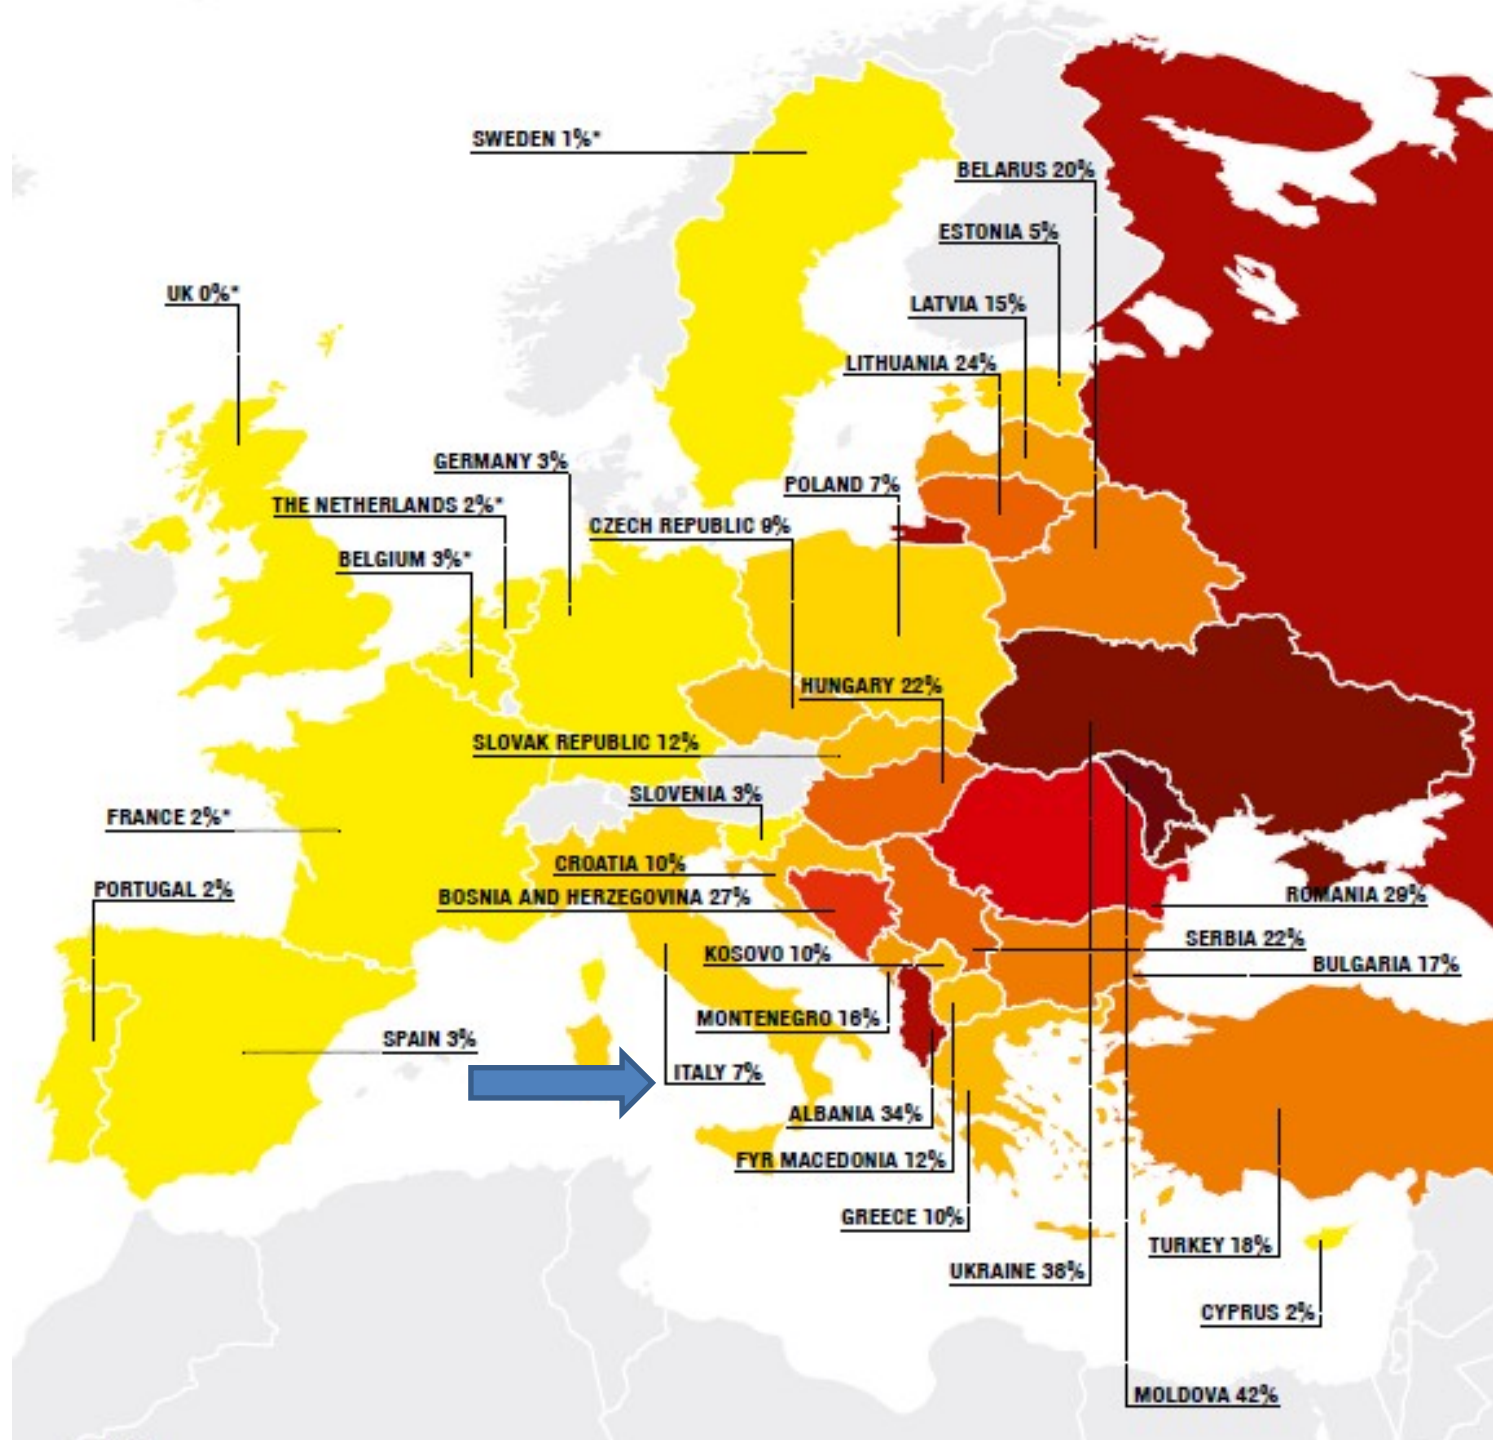 SWEDEN 1%*
BELARUS 20%
ESTONIA 5%
UK 0%*
LATVIA 15%
LITHUANIA 24%
GERMANY 3%
POLAND 7%
THE NETHERLANDS 2%*
CZECH REPUBLIC 9%
BELGIUM 3%*
HUNGARY 22%
SLOVAK REPUBLIC 12%
SLOVENIA 3%
FRANCE 2%*
CROATIA 10%
PORTUGAL 2%
BOSNIA AND HERZEGOVINA 27%
ROMANIA 29%
SERBIA 22%
KOSOVO 10%
BULGARIA 17%
MONTENEGRO 16%
SPAIN 3%
ITALY 7%
ALBANIA 34%
FYR MACEDONIA 12%
GREECE 10%
TURKEY 18%
UKRAINE 38%
CYPRUS 2%
MOLDOVA 42%